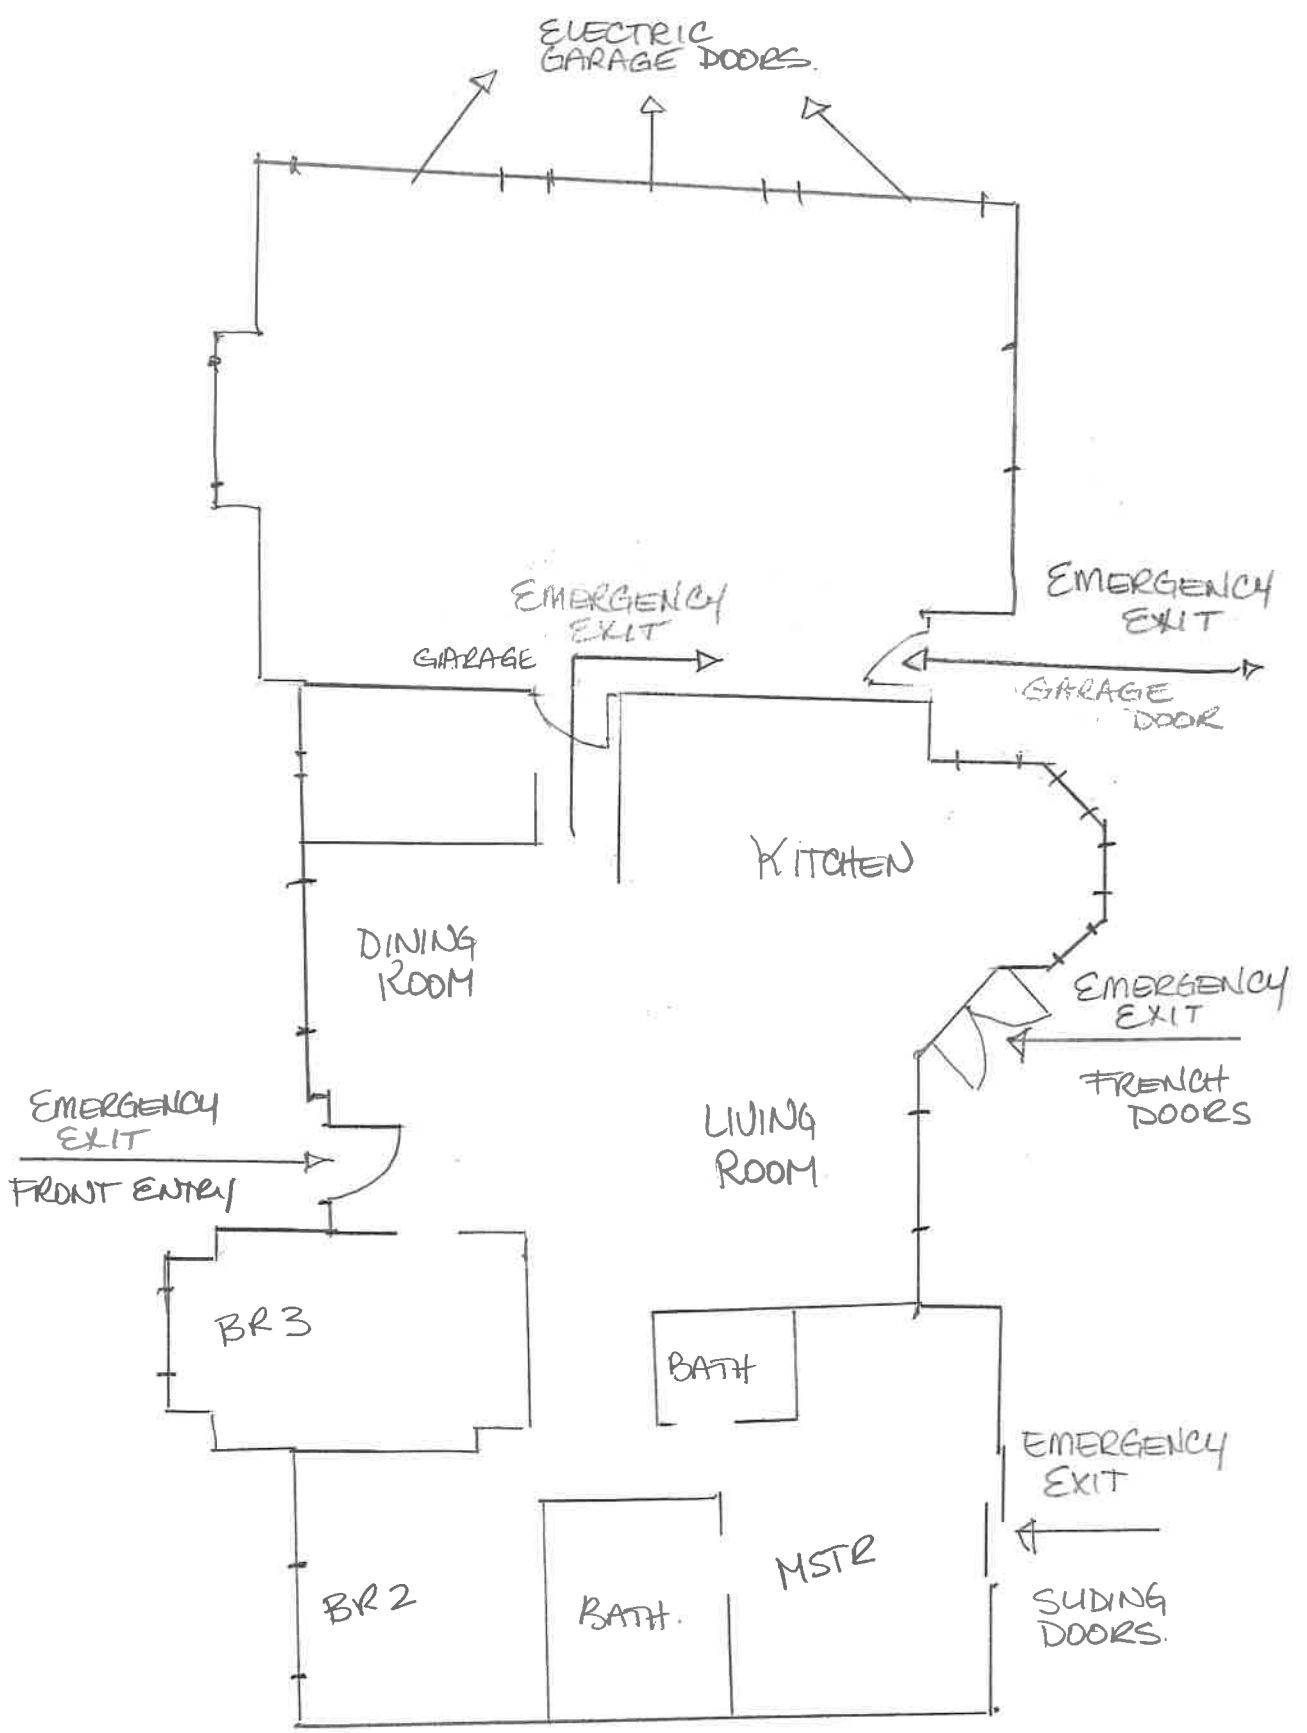 ELECTRIC
GARAGE DOORS.
EMERGENCY
EXIT
GARAGE
EMERGENCY
EXIT
GARAGE
DOOR
KITCHEN
DINING
ROOM
EMERGENCY
EXIT
FRENCH
DOORS
EMERGENCY
EXIT
FRONT ENTRY
LIVING
ROOM
BR3
BATH
EMERGENCY
EXIT
SLIDING
DOORS.
MSTR
BR2
BATH.